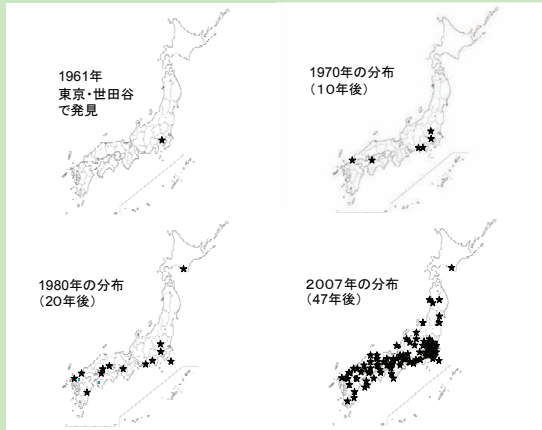 1961年
東京・世田谷
で発見
1970年の分布
（10年後）
1980年の分布
（20年後）
２００７年の分布
（47年後）